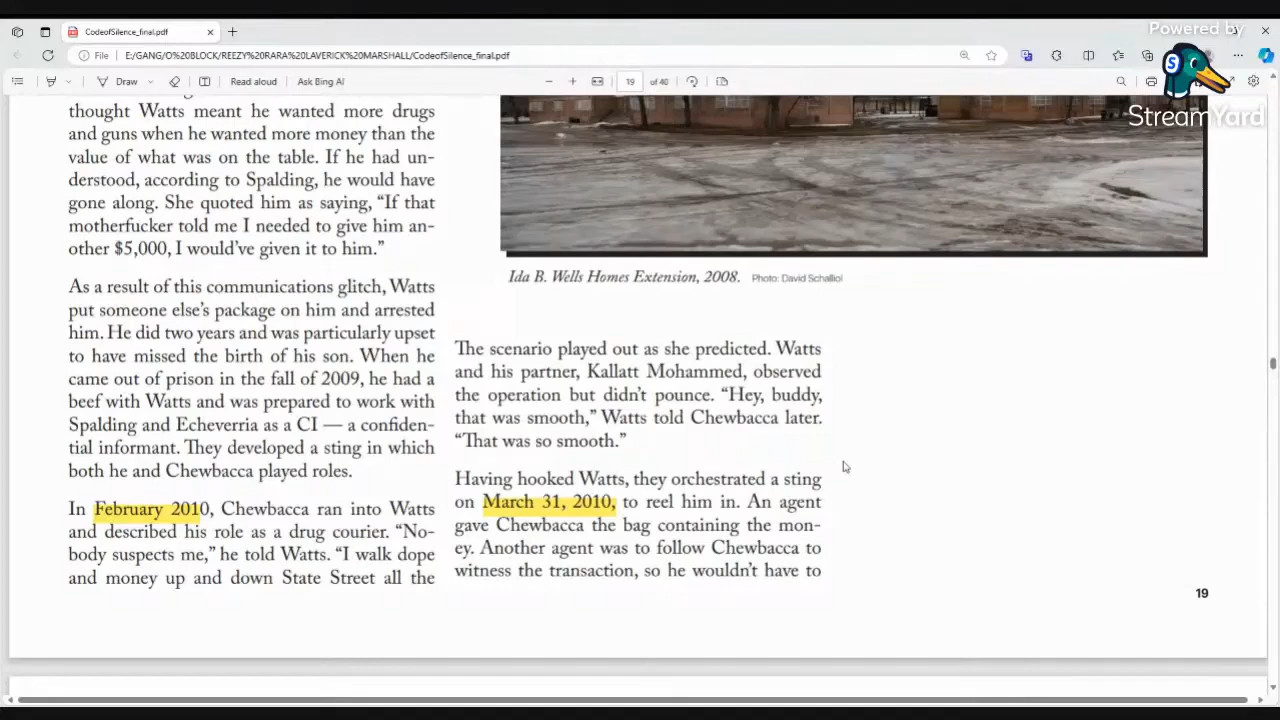 CodeofSilence_final.pdf
Powered by
File
E:/GANG/O%20BLOCK/REEZY%20RARA%20LAVERICK%20MARSHALL/CodeofSilence_final.pdf
Draw
Read aloud
Ask Bing AI
19 of 40
S
StreamYard
thought Watts meant he wanted more drugs
and guns when he wanted more money than the
value of what was on the table. If he had un-
derstood, according to Spalding, he would have
gone along. She quoted him as saying, “If that
motherfucker told me I needed to give him an-
other $5,000, I would’ve given it to him.”
As a result of this communications glitch, Watts
put someone else’s package on him and arrested
him. He did two years and was particularly upset
to have missed the birth of his son. When he
came out of prison in the fall of 2009, he had a
beef with Watts and was prepared to work with
Spalding and Echeverria as a CI — a confiden-
tial informant. They developed a sting in which
both he and Chewbacca played roles.
In February 2010, Chewbacca ran into Watts
and described his role as a drug courier. “No-
body suspects me,” he told Watts. “I walk dope
and money up and down State Street all the
Ida B. Wells Homes Extension, 2008. Photo: David Schalliol
The scenario played out as she predicted. Watts
and his partner, Kallatt Mohammed, observed
the operation but didn’t pounce. “Hey, buddy,
that was smooth,” Watts told Chewbacca later.
“That was so smooth.”
Having hooked Watts, they orchestrated a sting
on March 31, 2010, to reel him in. An agent
gave Chewbacca the bag containing the mon-
ey. Another agent was to follow Chewbacca to
witness the transaction, so he wouldn’t have to
19